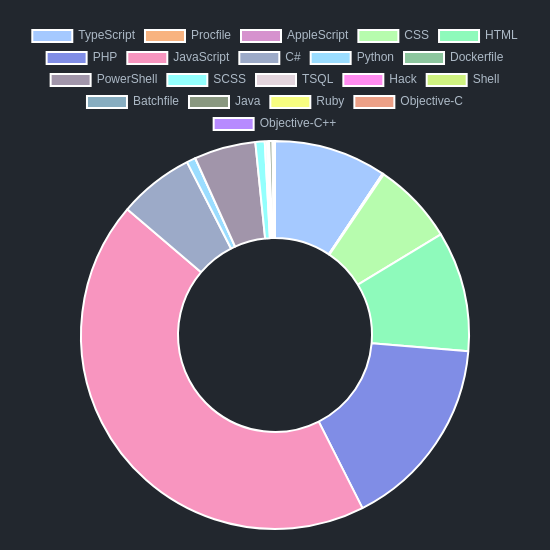 TypeScript Procfile AppleScript CSS HTML
PHP JavaScript C# Python Dockerfile
PowerShell SCSS TSQL Hack Shell
Batchfile Java Ruby Objective-C
Objective-C++